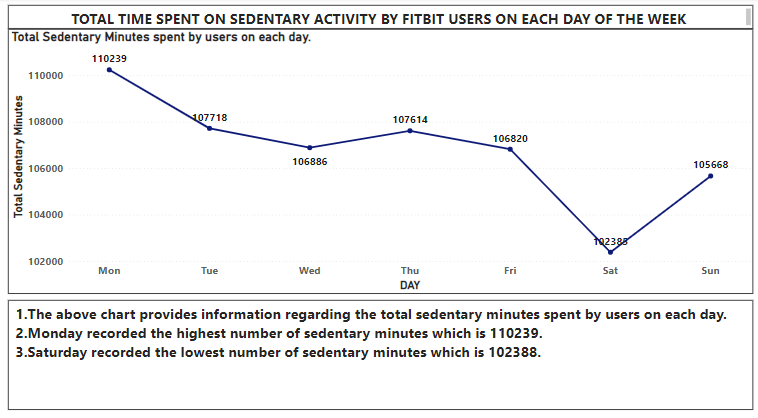 TOTAL TIME SPENT ON SEDENTARY ACTIVITY BY FITBIT USERS ON EACH DAY OF THE WEEK
Total Sedentary Minutes spent by users on each day.
Total Sedentary Minutes
110000
108000
106000
104000
102000
110239
107718
106886
107614
106820
102385
105668
Mon Tue Wed Thu Fri Sat Sun
DAY
1.The above chart provides information regarding the total sedentary minutes spent by users on each day.
2.Monday recorded the highest number of sedentary minutes which is 110239.
3.Saturday recorded the lowest number of sedentary minutes which is 102388.